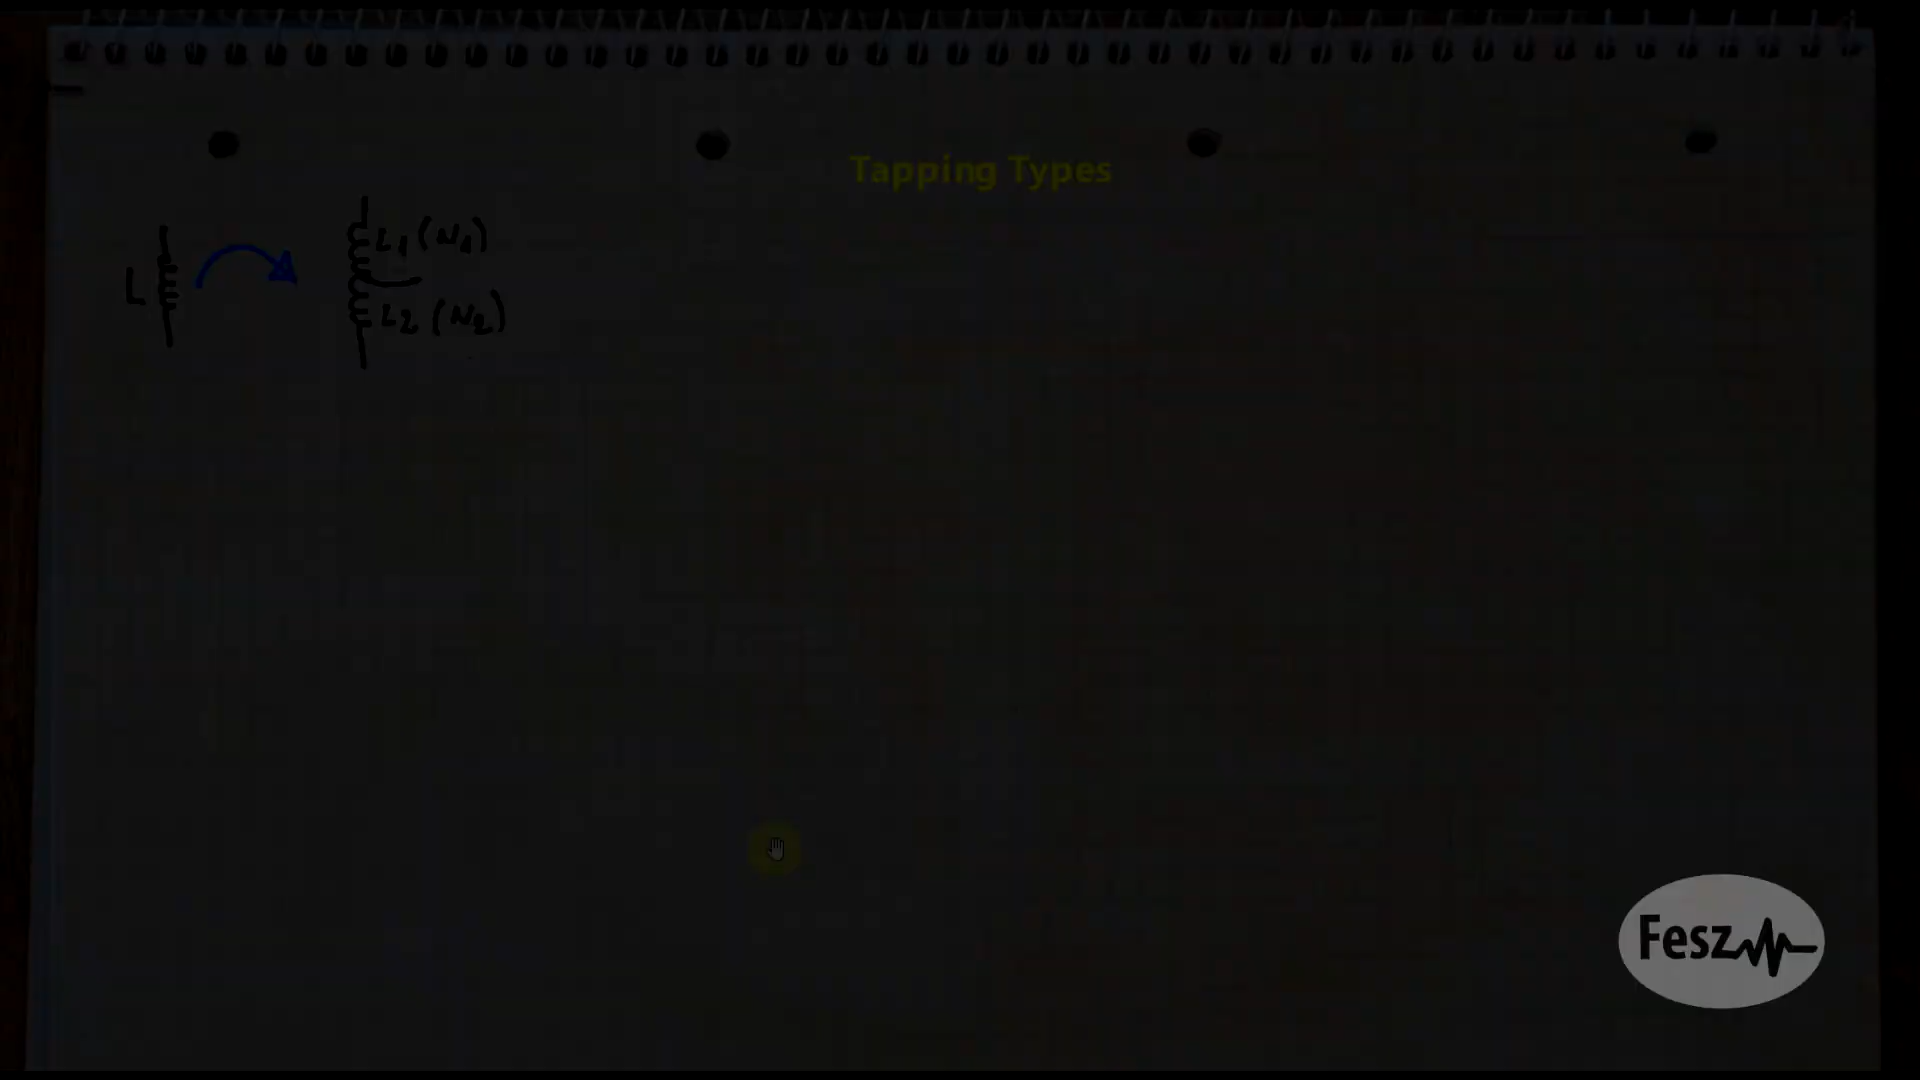 Tapping Types
L1 (N1)
L
L2 (N2)
Fesz